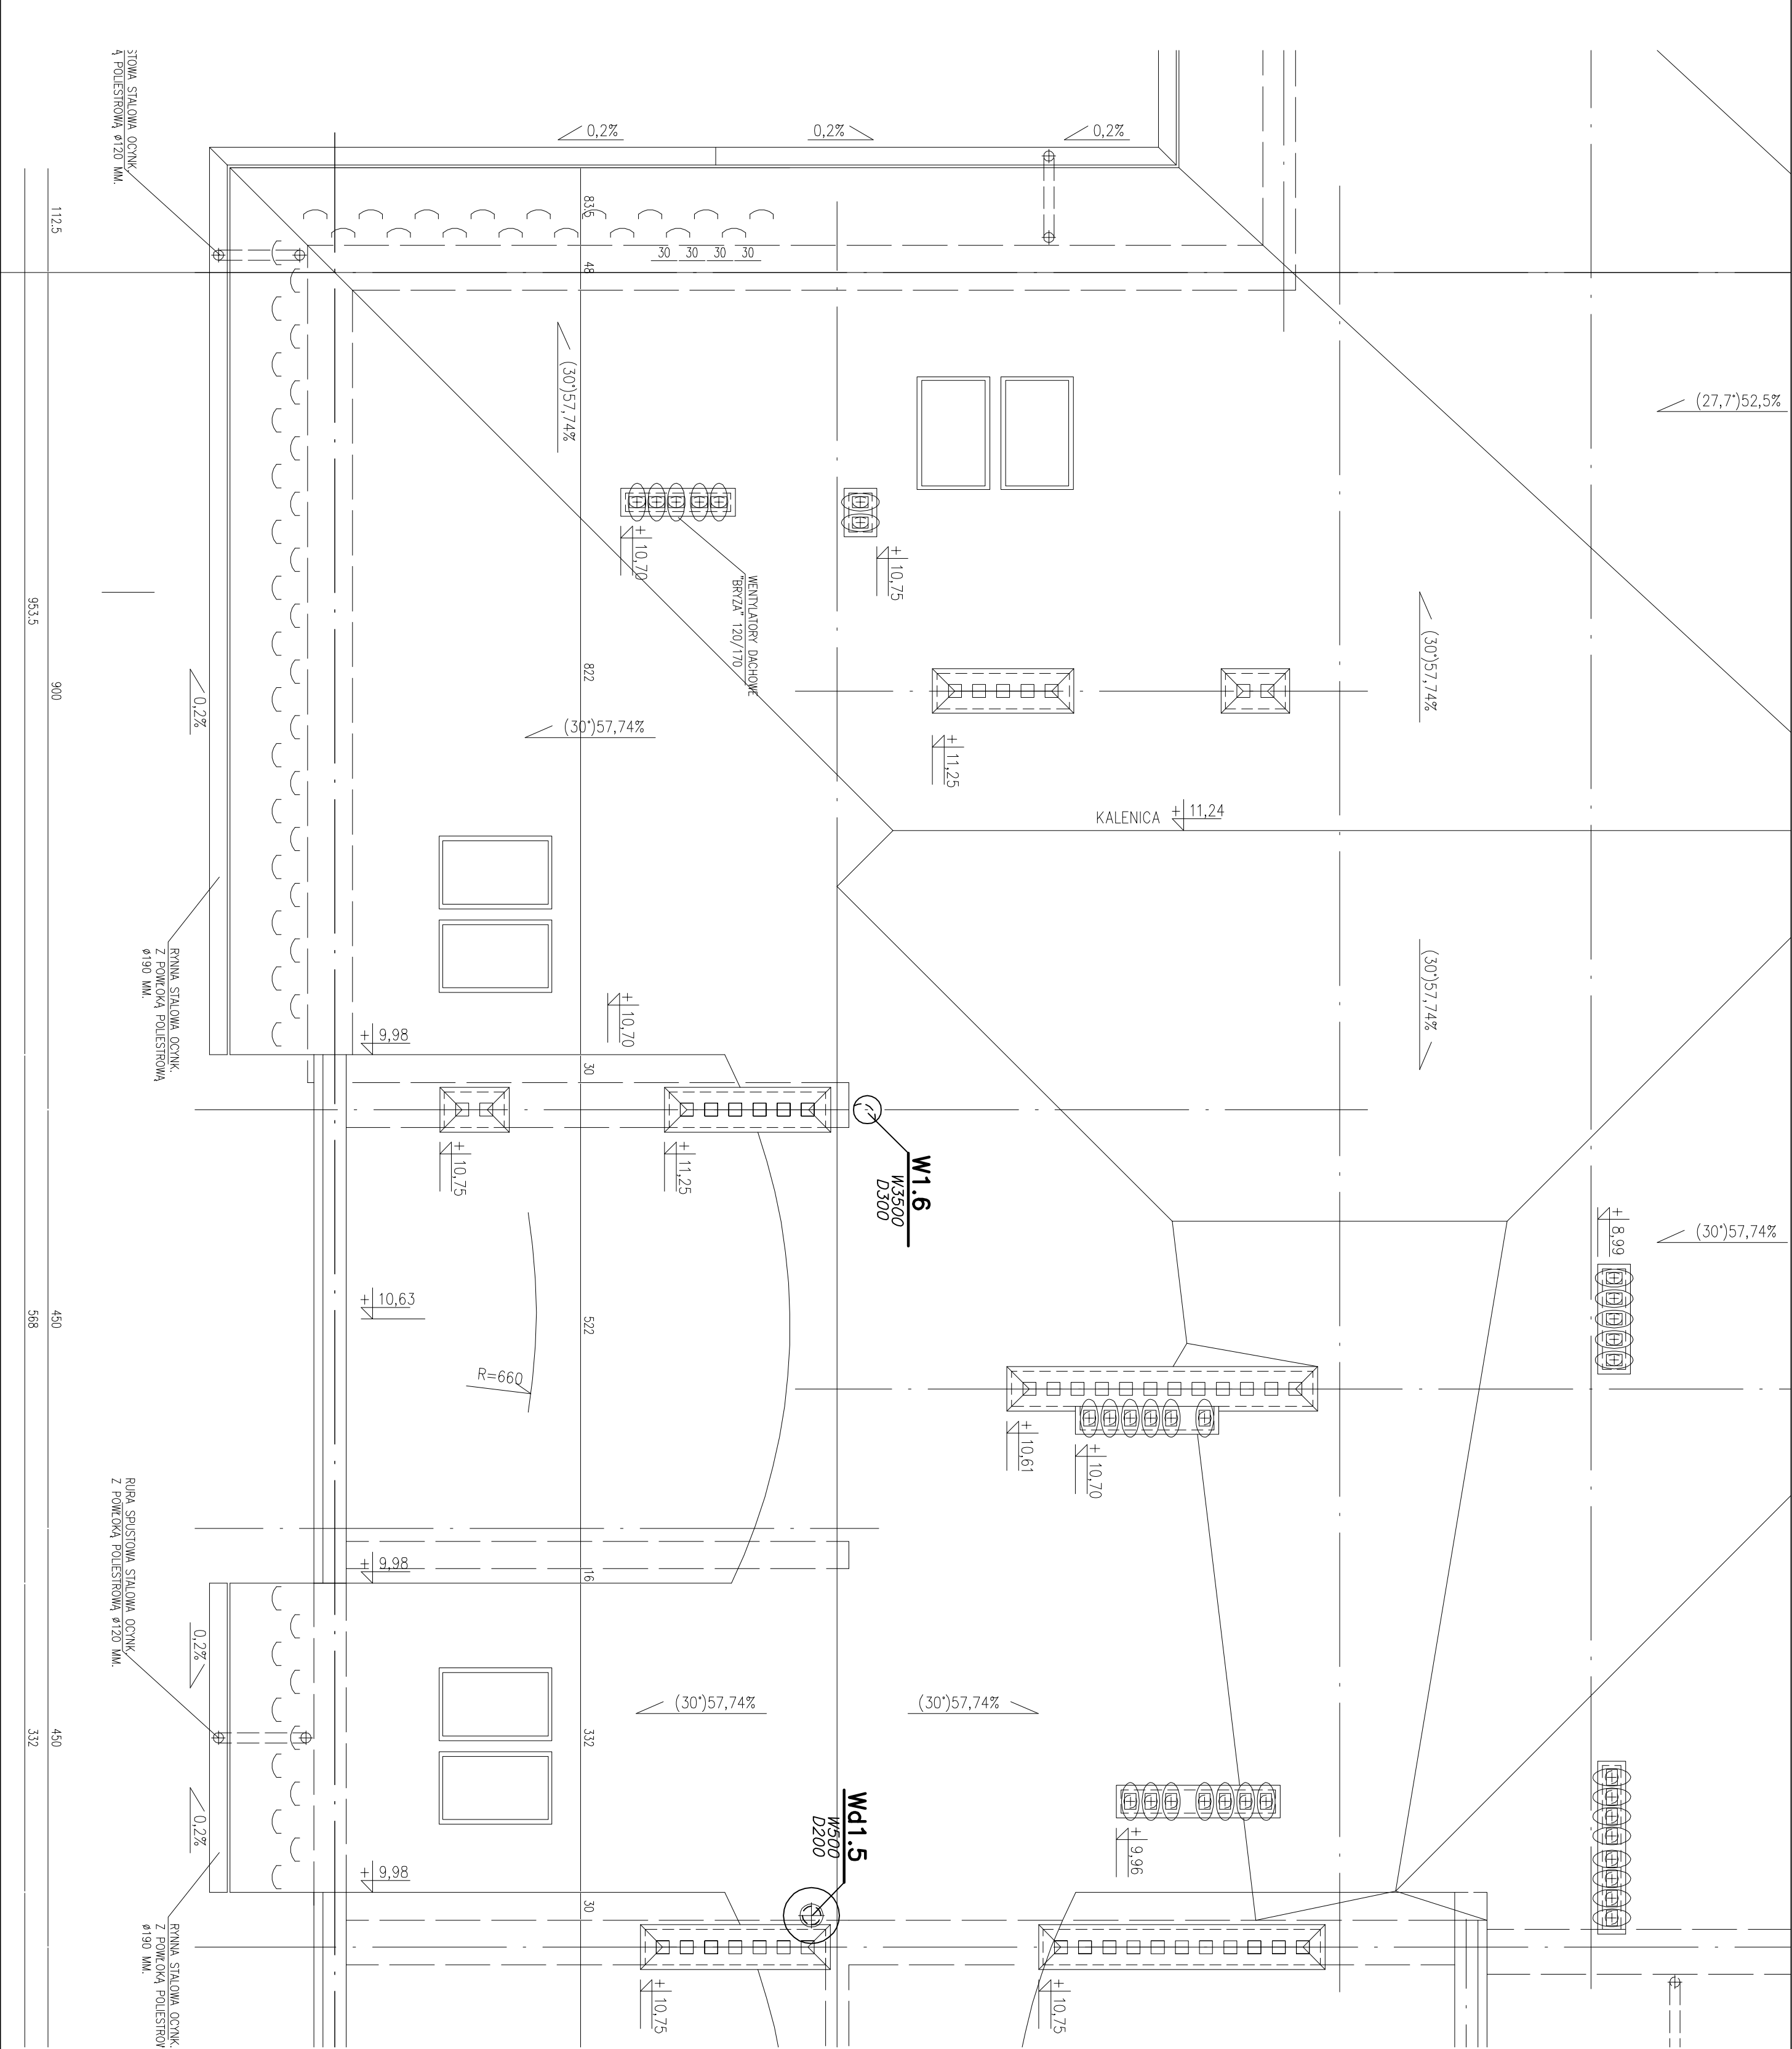 STOWA STALOWA OCYNK.
Ą POLIESTROWĄ ø120 MM.
0,2%
0,2%
0,2%
112.5
83,5
30
30
30
30
48
(30°)57,74%
(27,7°)52,5%
+10,70
+10,75
WENTYLATORY DACHOWE
"BRYZA" 120/170
953.5
900
822
0,2%
(30°)57,74%
(30°)57,74%
+11,25
KALENICA
+11,24
RYNNA STALOWA OCYNK.
Z POWŁOKĄ POLIESTROWĄ
ø190 MM.
+10,70
+9,98
(30°)57,74%
30
+10,75
+11,25
W1.6
W3500
D300
+8,99
(30°)57,74%
450
568
+10,63
522
R=660
+10,61
+10,70
RURA SPUSTOWA STALOWA OCYNK.
Z POWŁOKĄ POLIESTROWĄ ø120 MM.
+9,98
16
0,2%
(30°)57,74%
(30°)57,74%
450
332
332
0,2%
Wd1.5
W500
D200
+9,96
+9,98
30
RYNNA STALOWA OCYNK.
Z POWŁOKĄ POLIESTROW
ø190 MM.
+10,75
+10,75